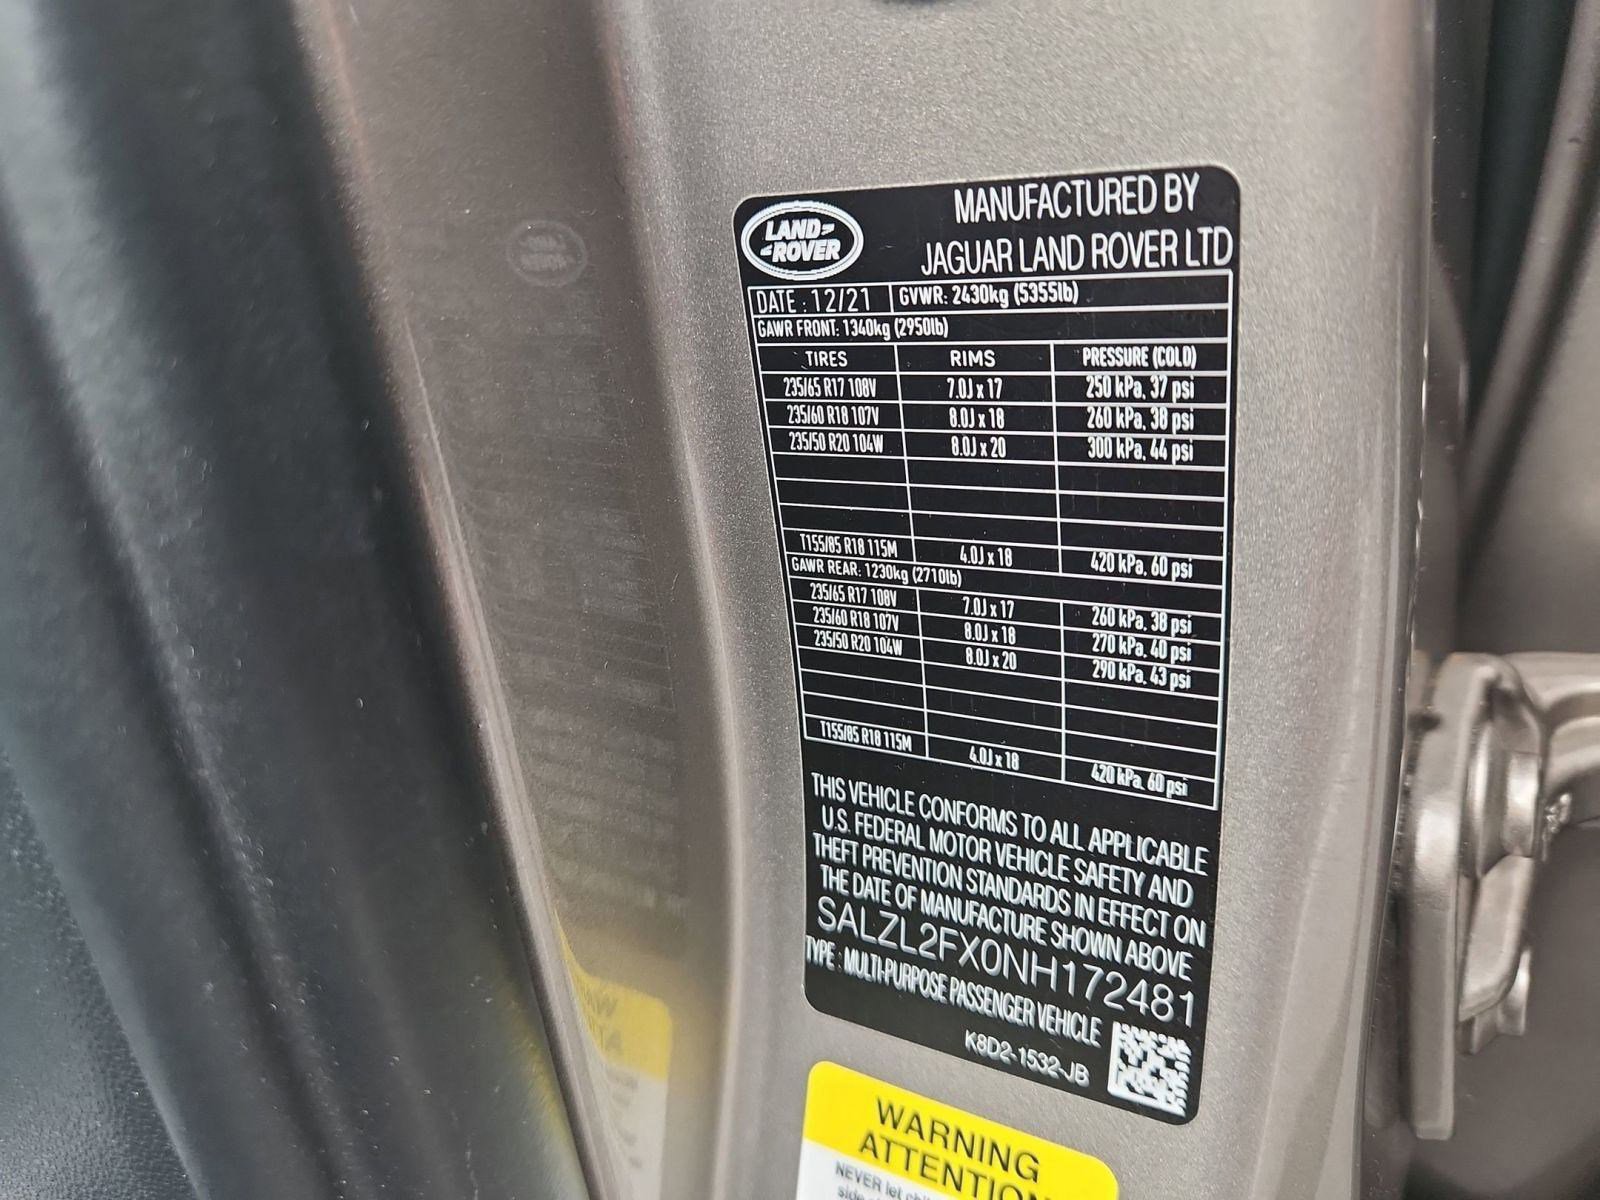 LAND ROVER
MANUFACTURED BY
JAGUAR LAND ROVER LTD
DATE : 12/21 GVWR: 2430kg (5355lb)
GAWR FRONT: 1340kg (2950lb)
TIRES RIMS PRESSURE (COLD)
235/65 R17 108V 7.0J x 17 250 kPa, 37 psi
235/60 R18 107V 8.0J x 18 260 kPa, 38 psi
235/50 R20 104W 8.0J x 20 300 kPa, 44 psi
T155/85 R18 115M 4.0J x 18 420 kPa, 60 psi
GAWR REAR: 1230kg (2710lb)
235/65 R17 108V 7.0J x 17 260 kPa, 38 psi
235/60 R18 107V 8.0J x 18 270 kPa, 40 psi
235/50 R20 104W 8.0J x 20 290 kPa, 43 psi
T155/85 R18 115M 4.0J x 18 420 kPa, 60 psi
THIS VEHICLE CONFORMS TO ALL APPLICABLE
U.S. FEDERAL MOTOR VEHICLE SAFETY AND
THEFT PREVENTION STANDARDS IN EFFECT ON
THE DATE OF MANUFACTURE SHOWN ABOVE
SALZL2FX0NH172481
TYPE : MULTI-PURPOSE PASSENGER VEHICLE
K8D2-1532-JB
WARNING
ATTENTION
NEVER let